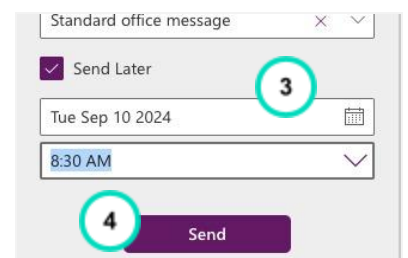 Standard office message
Send Later
3
Tue Sep 10 2024
8:30 AM
4
Send